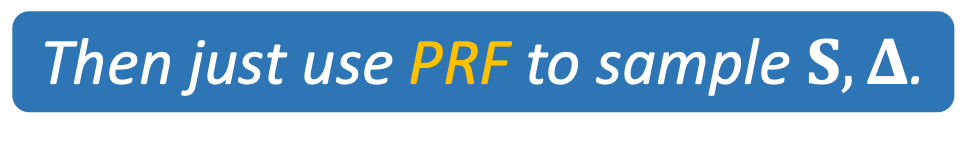 Then just use PRF to sample S, Δ.